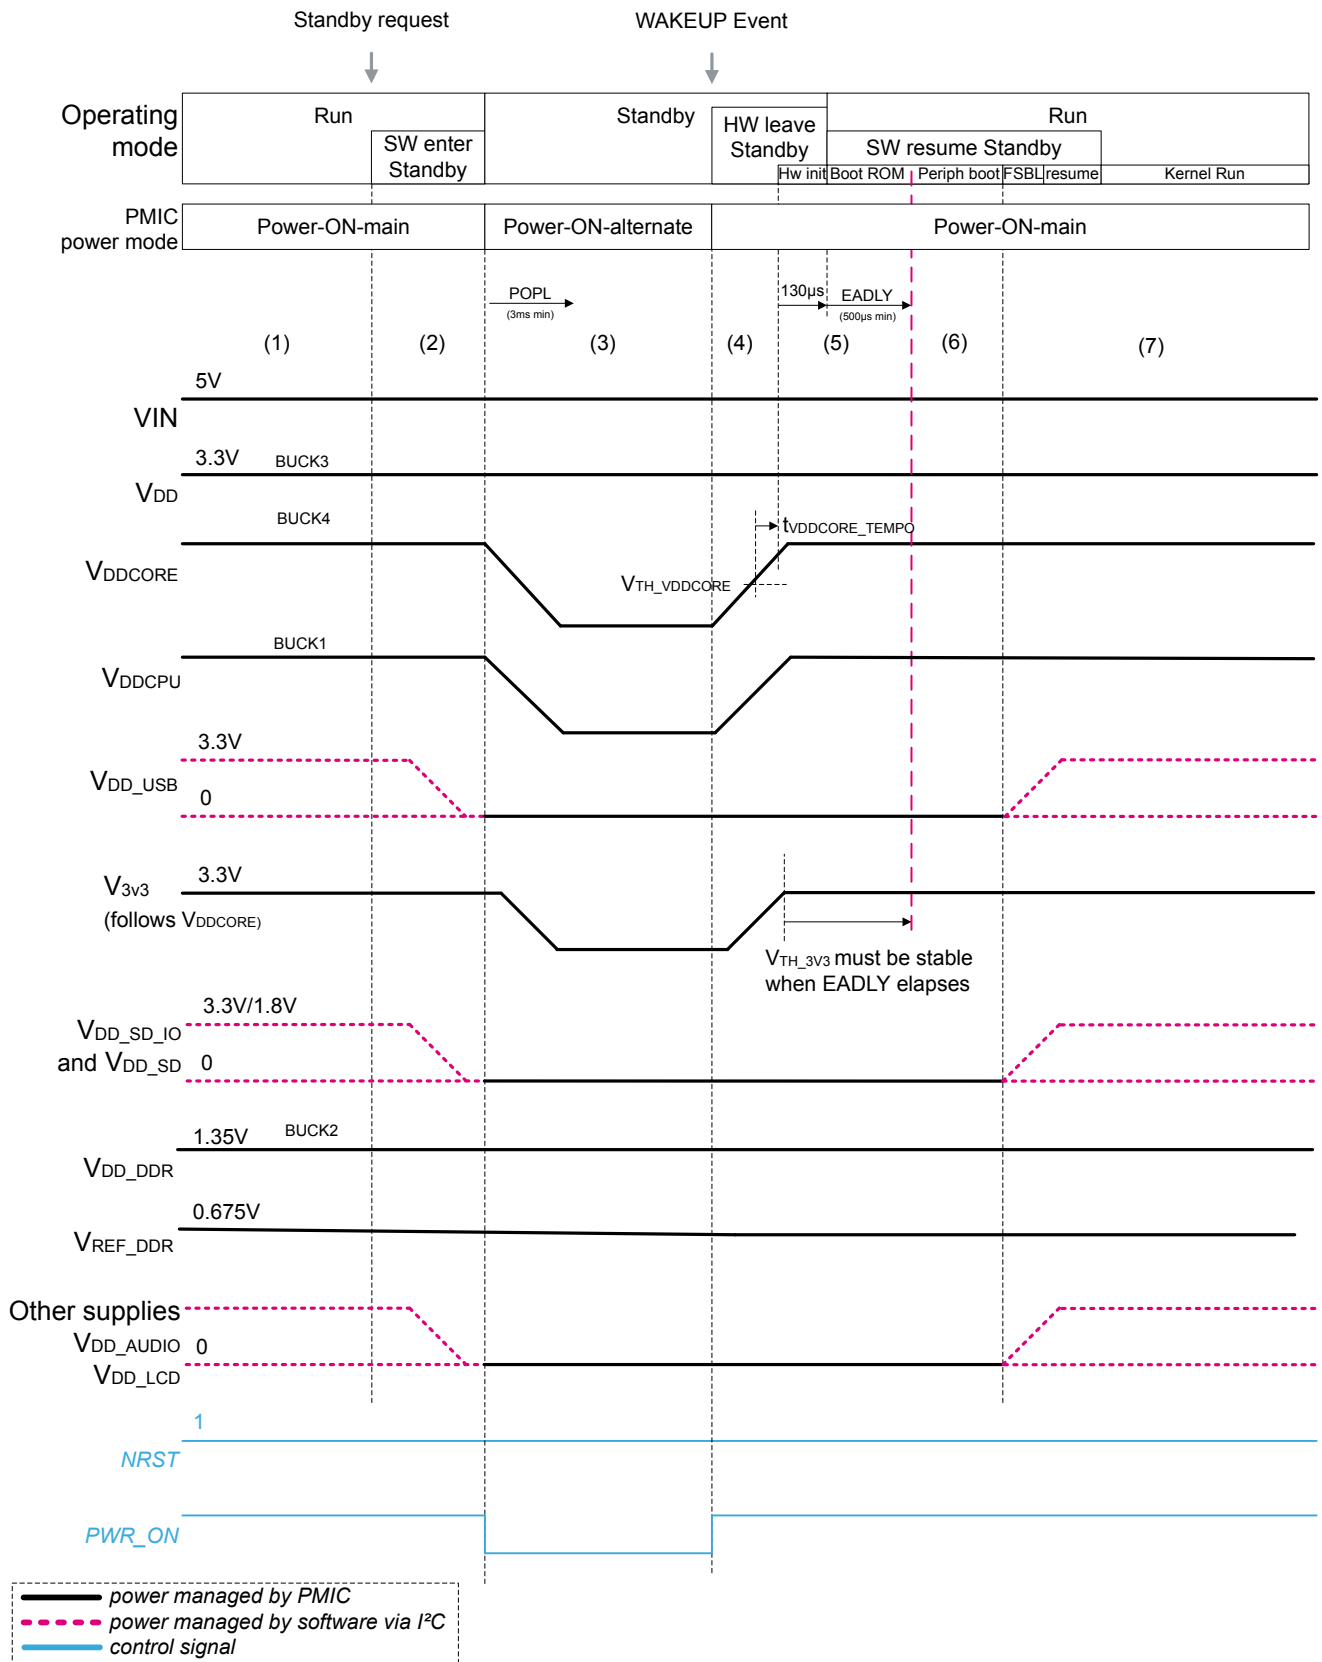 Standby request
WAKEUP Event
Operating mode
Run
Standby
Run
SW enter Standby
HW leave Standby
SW resume Standby
Hw init
Boot ROM
Periph boot
FSBL
resume
Kernel Run
PMIC power mode
Power-ON-main
Power-ON-alternate
Power-ON-main
POPL
(3ms min)
130µs
EADLY
(500µs min)
(1)
(2)
(3)
(4)
(5)
(6)
(7)
5V
VIN
3.3V
BUCK3
VDD
BUCK4
tVDDCORE_TEMPO
VDDCORE
VTH_VDDCORE
BUCK1
VDDCPU
3.3V
VDD_USB
0
V3v3
3.3V
(follows VDDCORE)
VTH_3V3 must be stable
when EADLY elapses
3.3V/1.8V
VDD_SD_IO
and VDD_SD
0
1.35V
BUCK2
VDD_DDR
0.675V
VREF_DDR
Other supplies
VDD_AUDIO
0
VDD_LCD
1
NRST
PWR_ON
power managed by PMIC
power managed by software via I²C
control signal